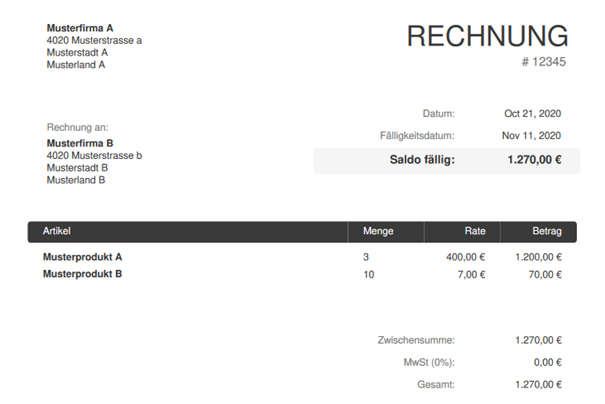 Musterfirma A
4020 Musterstrasse a
Musterstadt A
Musterland A
RECHNUNG
# 12345
Rechnung an:
Musterfirma B
4020 Musterstrasse b
Musterstadt B
Musterland B
Datum: Oct 21, 2020
Fälligkeitsdatum: Nov 11, 2020
Saldo fällig: 1.270,00 €
Artikel Menge Rate Betrag
Musterprodukt A 3 400,00 € 1.200,00 €
Musterprodukt B 10 7,00 € 70,00 €
Zwischensumme: 1.270,00 €
MwSt (0%): 0,00 €
Gesamt: 1.270,00 €